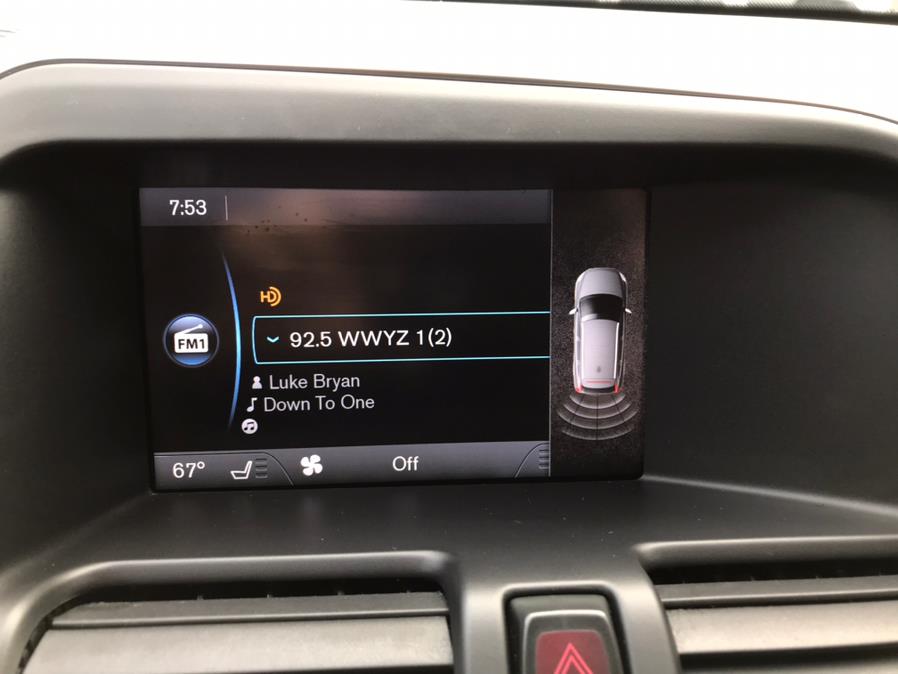 7:53
HD
FM1
92.5 WWYZ 1(2)
Luke Bryan
Down To One
67°
Off